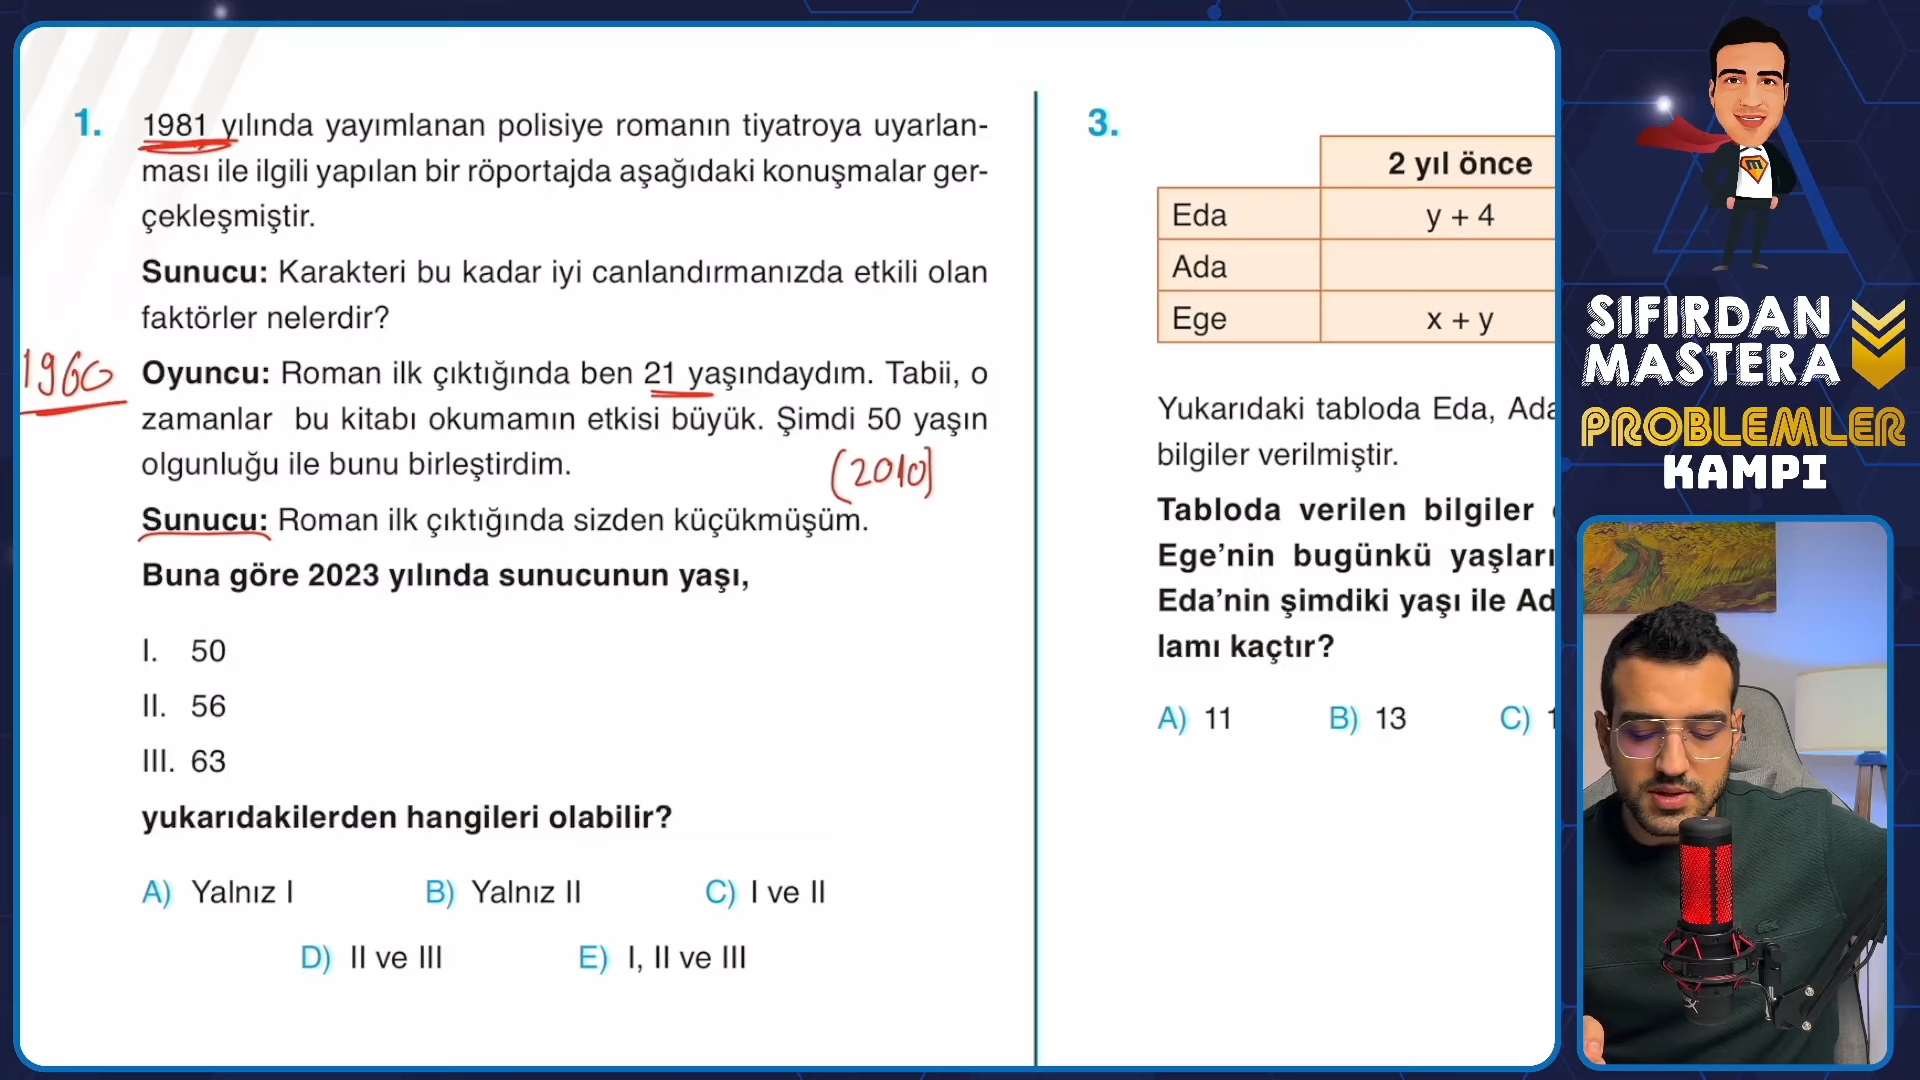 1. 1981 yılında yayımlanan polisiye romanın tiyatroya uyarlan-
ması ile ilgili yapılan bir röportajda aşağıdaki konuşmalar ger-
çekleşmiştir.
Sunucu: Karakteri bu kadar iyi canlandırmanızda etkili olan
faktörler nelerdir?
1960
Oyuncu: Roman ilk çıktığında ben 21 yaşındaydım. Tabii, o
zamanlar bu kitabı okumamın etkisi büyük. Şimdi 50 yaşın
olgunluğu ile bunu birleştirdim.
(2010)
Sunucu: Roman ilk çıktığında sizden küçükmüşüm.
Buna göre 2023 yılında sunucunun yaşı,
I. 50
II. 56
III. 63
yukarıdakilerden hangileri olabilir?
A) Yalnız I
B) Yalnız II
C) I ve II
D) II ve III
E) I, II ve III
3.
2 yıl önce
Eda y + 4
Ada
Ege x + y
Yukarıdaki tabloda Eda, Ada
bilgiler verilmiştir.
Tabloda verilen bilgiler
Ege'nin bugünkü yaşları
Eda'nin şimdiki yaşı ile Ad
lamı kaçtır?
A) 11
B) 13
C) 1
SIFIRDAN
MASTERA
PROBLEMLER
KAMPI